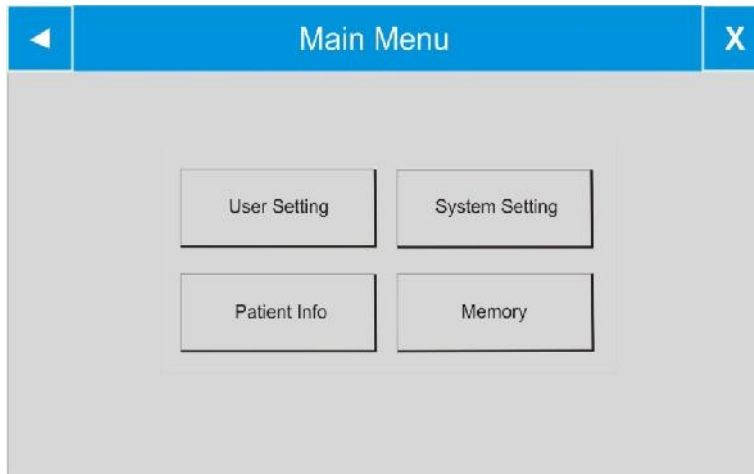 Main Menu
X
User Setting
System Setting
Patient Info
Memory